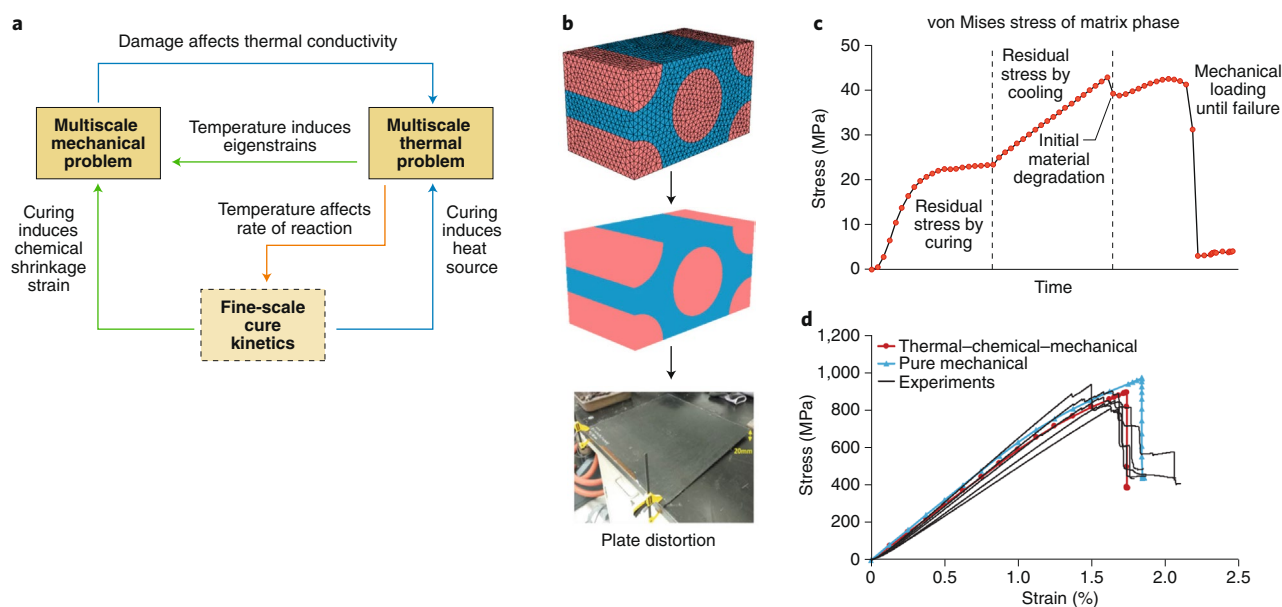 a
Damage affects thermal conductivity
Multiscale
mechanical
problem
Temperature induces
eigenstrains
Multiscale
thermal
problem
Curing
induces
chemical
shrinkage
strain
Temperature affects
rate of reaction
Curing
induces
heat
source
Fine-scale
cure
kinetics
b
20mm
Plate distortion
c
von Mises stress of matrix phase
Stress (MPa)
50
40
30
20
10
0
Residual
stress by
cooling
Mechanical
loading
until failure
Initial
material
degradation
Residual
stress by
curing
Time
d
Stress (MPa)
1,200
1,000
800
600
400
200
0
Thermal–chemical–mechanical
Pure mechanical
Experiments
0 0.5 1.0 1.5 2.0 2.5
Strain (%)